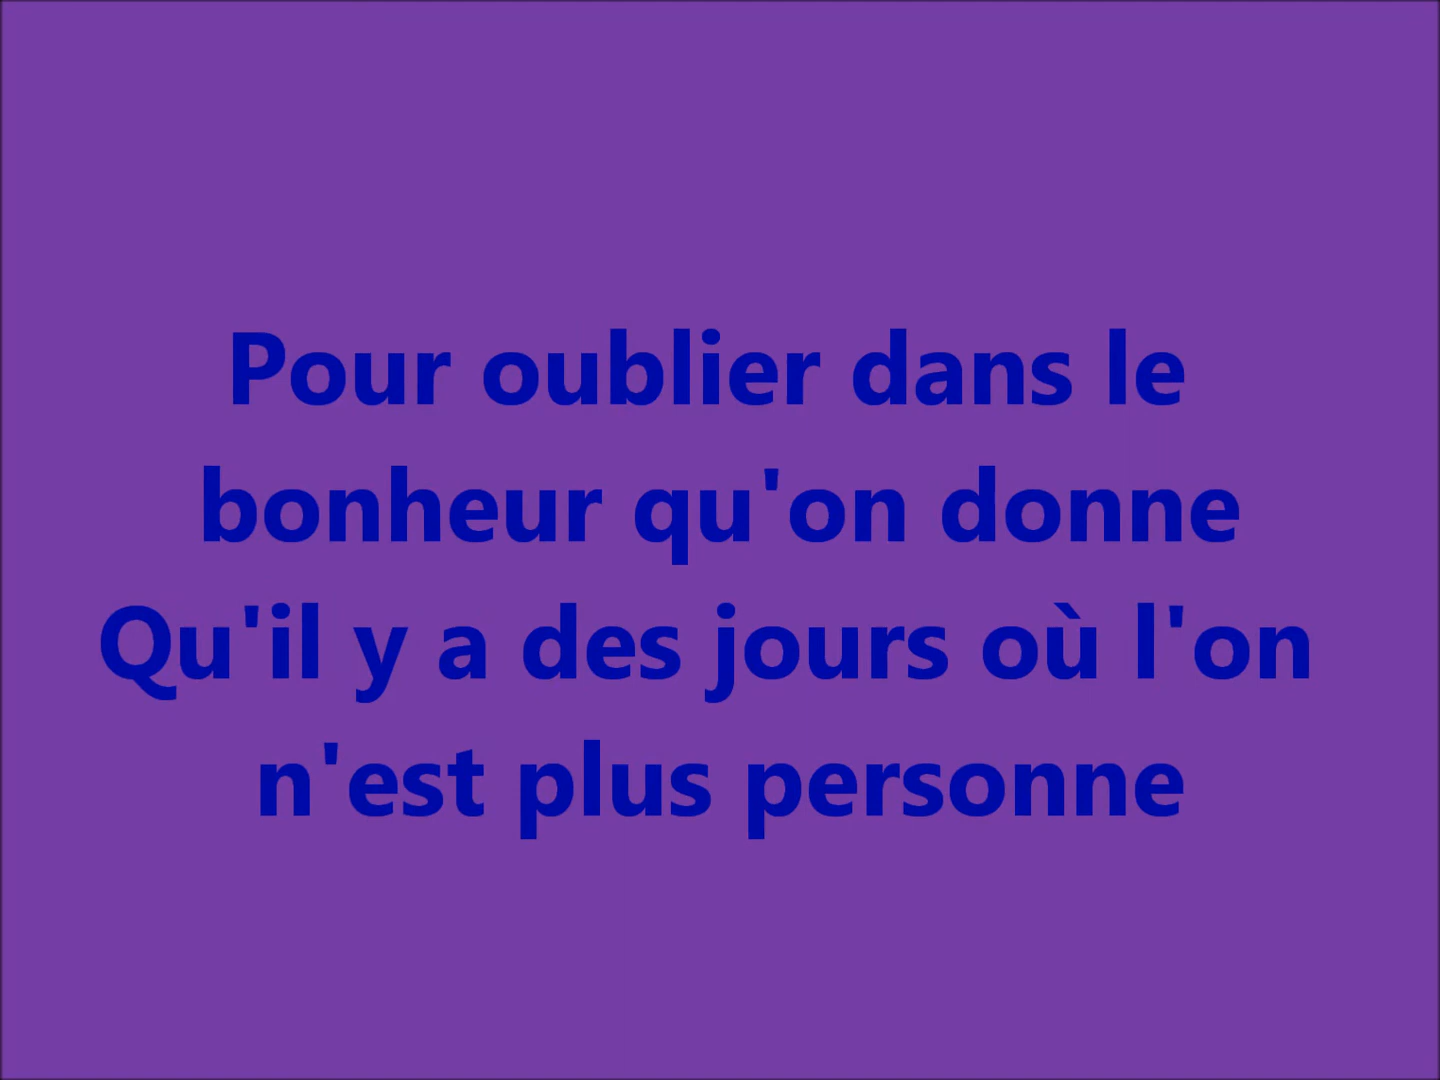 Pour oublier dans le
bonheur qu'on donne
Qu'il y a des jours où l'on
n'est plus personne